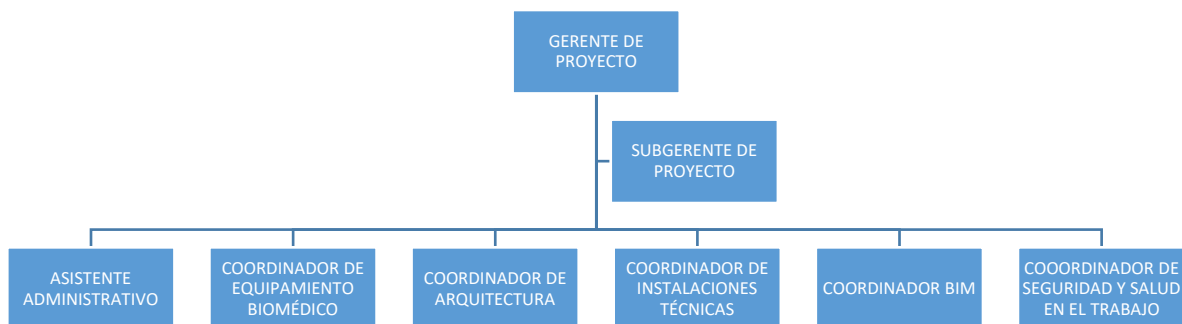 GERENTE DE
PROYECTO
SUBGERENTE DE
PROYECTO
ASISTENTE
ADMINISTRATIVO
COORDINADOR DE
EQUIPAMIENTO
BIOMÉDICO
COORDINADOR DE
ARQUITECTURA
COORDINADOR DE
INSTALACIONES
TÉCNICAS
COORDINADOR BIM
COOORDINADOR DE
SEGURIDAD Y SALUD
EN EL TRABAJO